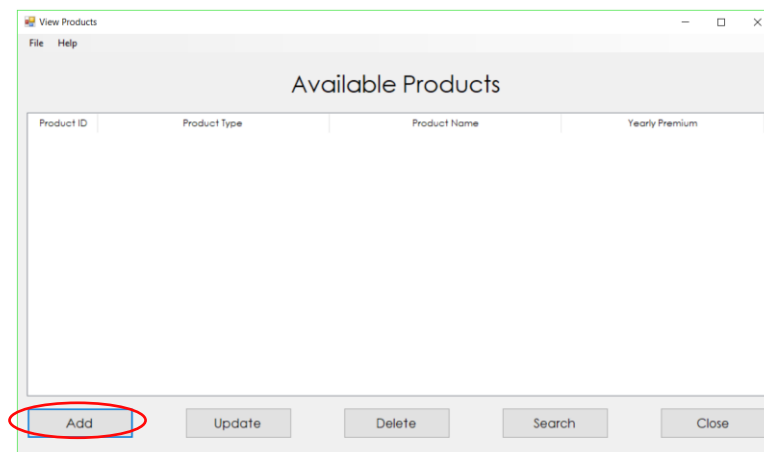 View Products
File Help
Available Products
Product ID Product Type Product Name Yearly Premium
Add Update Delete Search Close